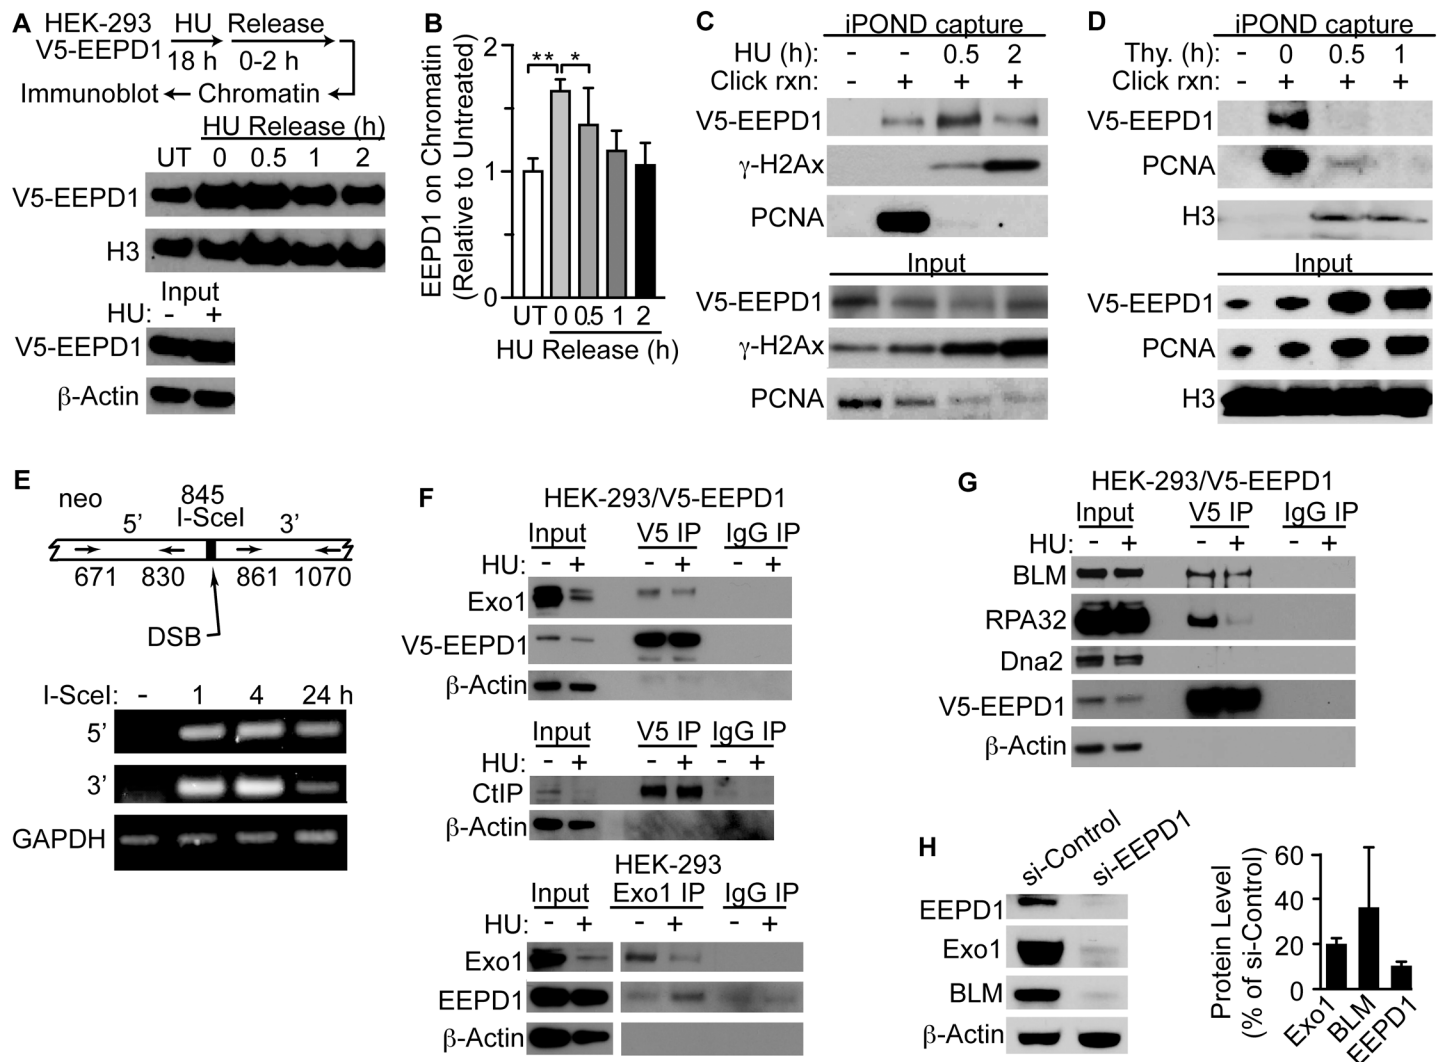 A
HEK-293 HU Release
V5-EEPD1 18 h 0-2 h
Immunoblot Chromatin
HU Release (h)
UT 0 0.5 1 2
V5-EEPD1
H3
Input
HU: - +
V5-EEPD1
β-Actin
B
EEPD1 on Chromatin
(Relative to Untreated)
2
1
0
** *
UT 0 0.5 1 2
HU Release (h)
C
iPOND capture
HU (h): - - 0.5 2
Click rxn: - + + +
V5-EEPD1
γ-H2Ax
PCNA
Input
V5-EEPD1
γ-H2Ax
PCNA
D
iPOND capture
Thy. (h): - 0 0.5 1
Click rxn: - + + +
V5-EEPD1
PCNA
H3
Input
V5-EEPD1
PCNA
H3
E
neo 845
5' I-SceI 3'
671 830 861 1070
DSB
I-SceI: - 1 4 24 h
5'
3'
GAPDH
F
HEK-293/V5-EEPD1
Input V5 IP IgG IP
HU: - + - + - +
Exo1
V5-EEPD1
β-Actin
Input V5 IP IgG IP
HU: - + - + - +
CtIP
β-Actin
HEK-293
Input Exo1 IP IgG IP
HU: - + - + - +
Exo1
EEPD1
β-Actin
G
HEK-293/V5-EEPD1
Input V5 IP IgG IP
HU: - + - + - +
BLM
RPA32
Dna2
V5-EEPD1
β-Actin
H
si-Control si-EEPD1
EEPD1
Exo1
BLM
β-Actin
Protein Level
(% of si-Control)
60
40
20
0
Exo1 BLM EEPD1